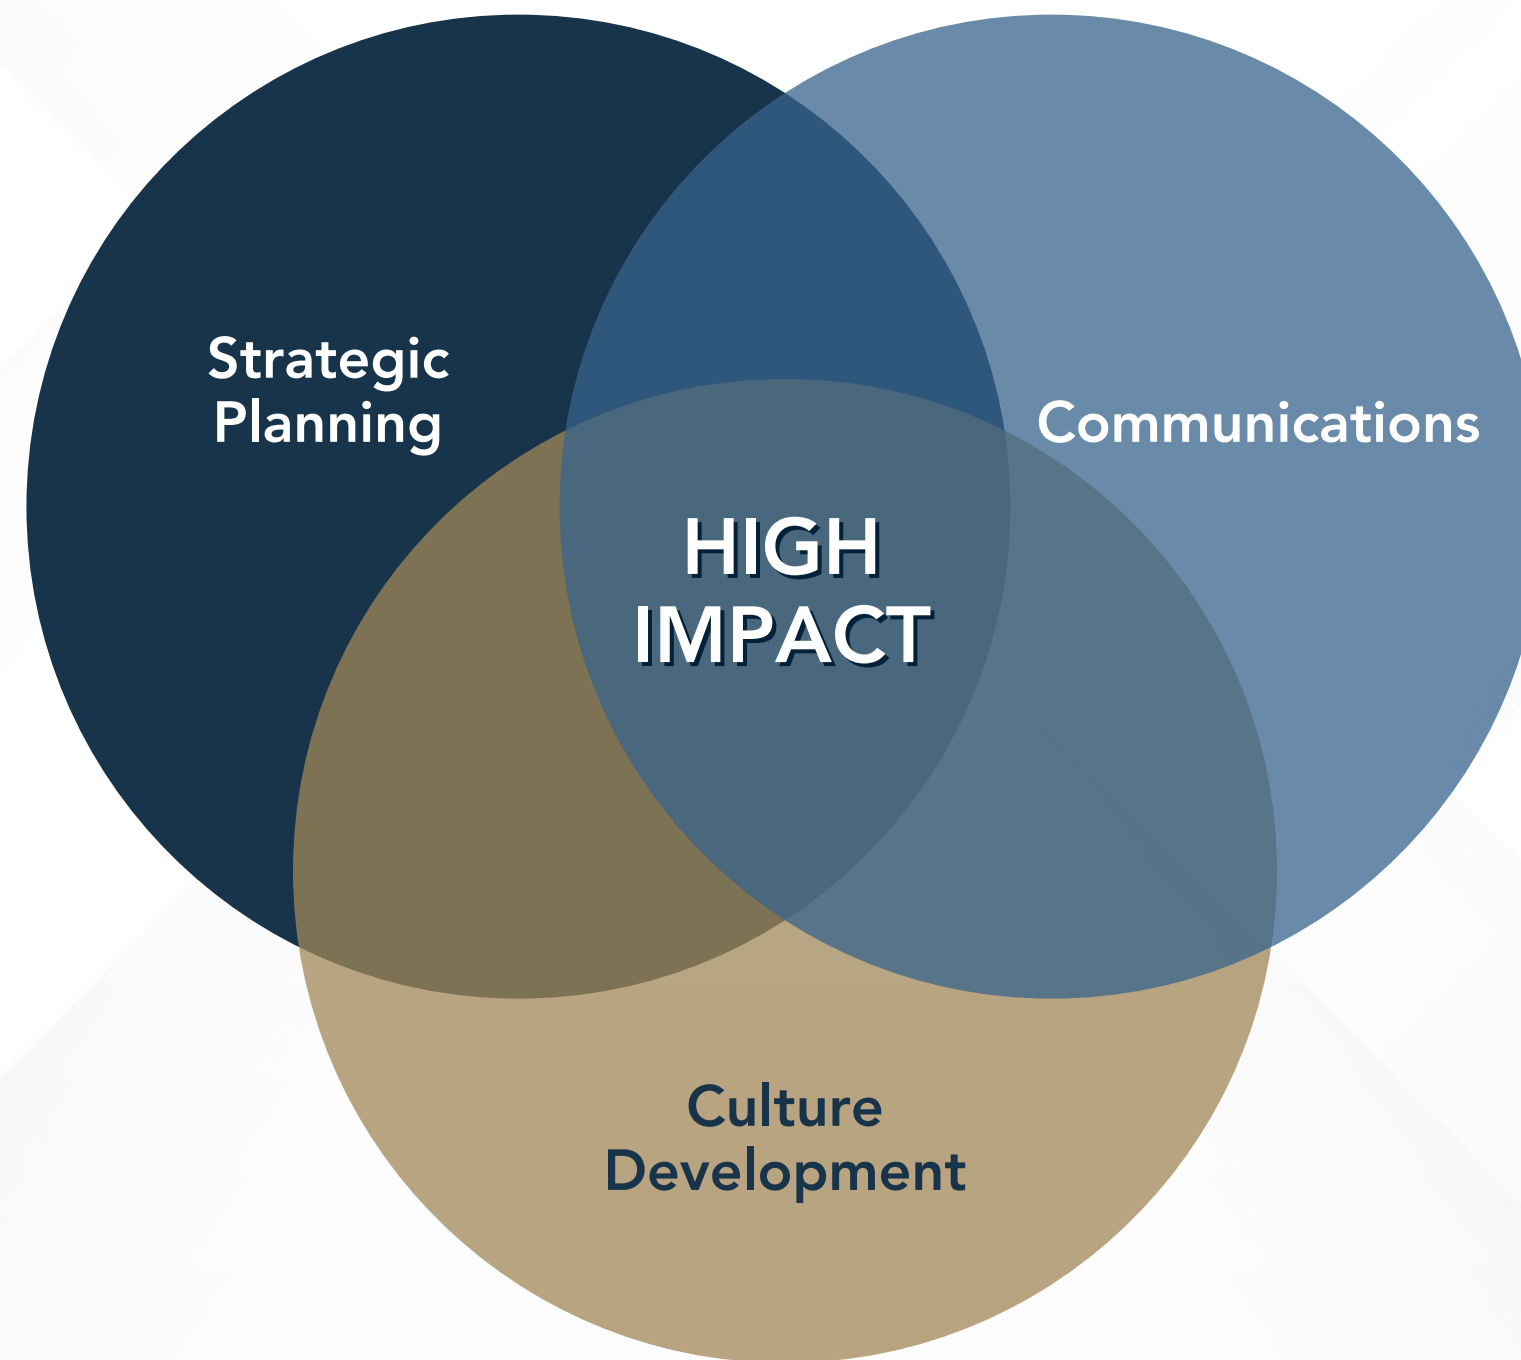 Strategic
Planning
Communications
HIGH
IMPACT
Culture
Development